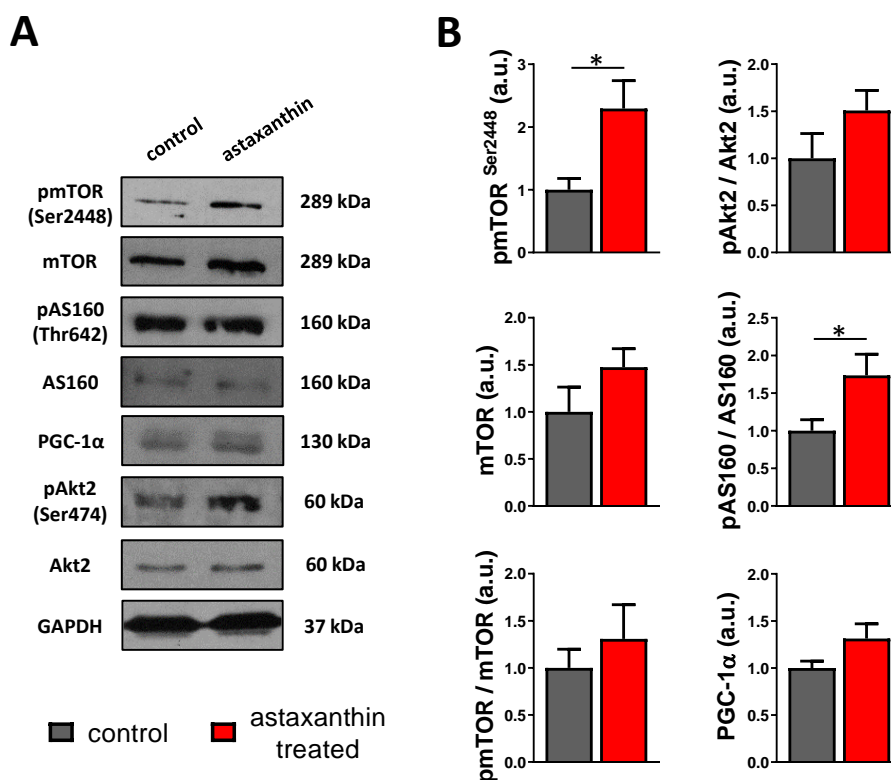 A
control
astaxanthin
pmTOR
(Ser2448)
289 kDa
mTOR
289 kDa
pAS160
(Thr642)
160 kDa
AS160
160 kDa
PGC-1α
130 kDa
pAkt2
(Ser474)
60 kDa
Akt2
60 kDa
GAPDH
37 kDa
control
astaxanthin
treated
B
pmTOR Ser2448 (a.u.)
3
2
1
0
*
pAkt2 / Akt2 (a.u.)
2.0
1.5
1.0
0.5
0.0
mTOR (a.u.)
2.0
1.5
1.0
0.5
0.0
pAS160 / AS160 (a.u.)
2.5
2.0
1.5
1.0
0.5
0.0
*
pmTOR / mTOR (a.u.)
2.0
1.5
1.0
0.5
0.0
PGC-1α (a.u.)
2.0
1.5
1.0
0.5
0.0